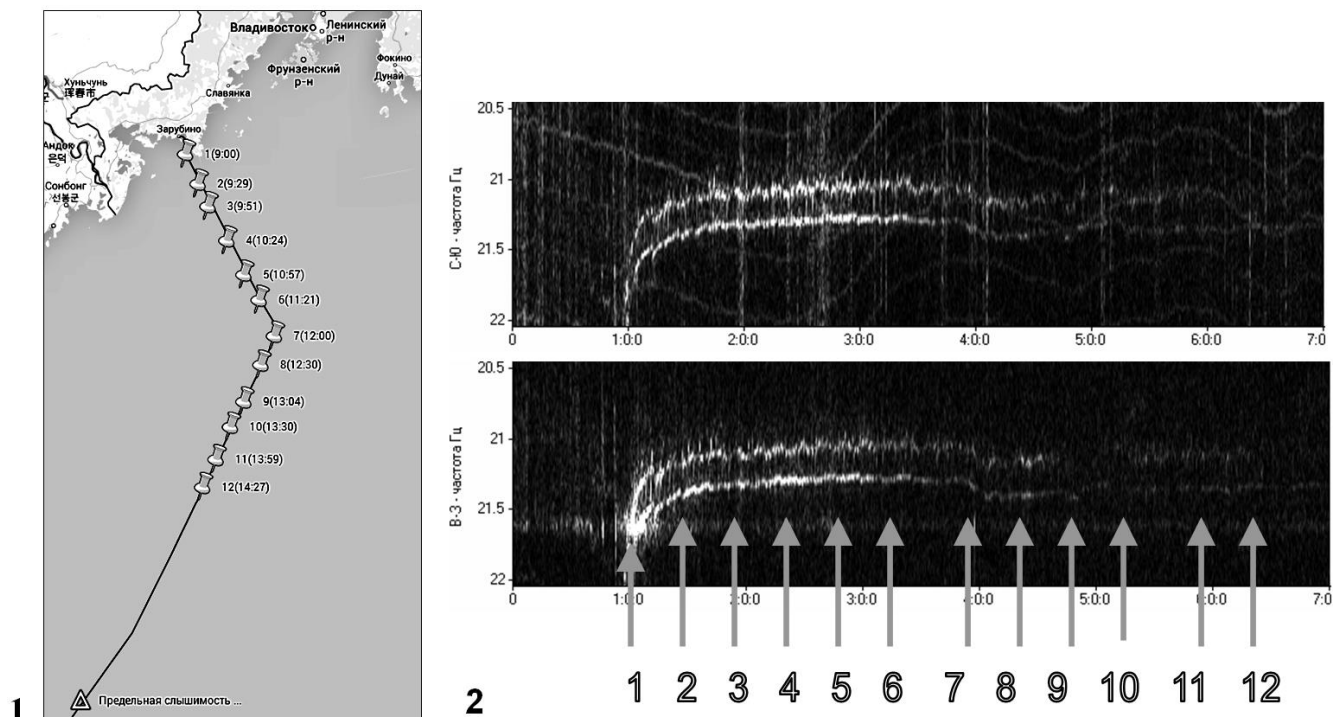 Владивосток
Ленинский
р-н
Фокино
Дунай
Фрунзенский
р-н
Хуньчунь
珲春市
Славянка
Зарубино
은덕
Сонбонг
선봉군
1(9:00)
2(9:29)
3(9:51)
4(10:24)
5(10:57)
6(11:21)
7(12:00)
8(12:30)
9(13:04)
10(13:30)
11(13:59)
12(14:27)
Предельная слышимость ...
1
20.5
21
21.5
22
С-Ю - частота Гц
0 1:0:0 2:0:0 3:0:0 4:0:0 5:0:0 6:0:0 7:0
20.5
21
21.5
22
В-З - частота Гц
0 1:0:0 2:0:0 3:0:0 4:0:0 5:0:0 6:0:0 7:0
1 2 3 4 5 6 7 8 9 10 11 12
2